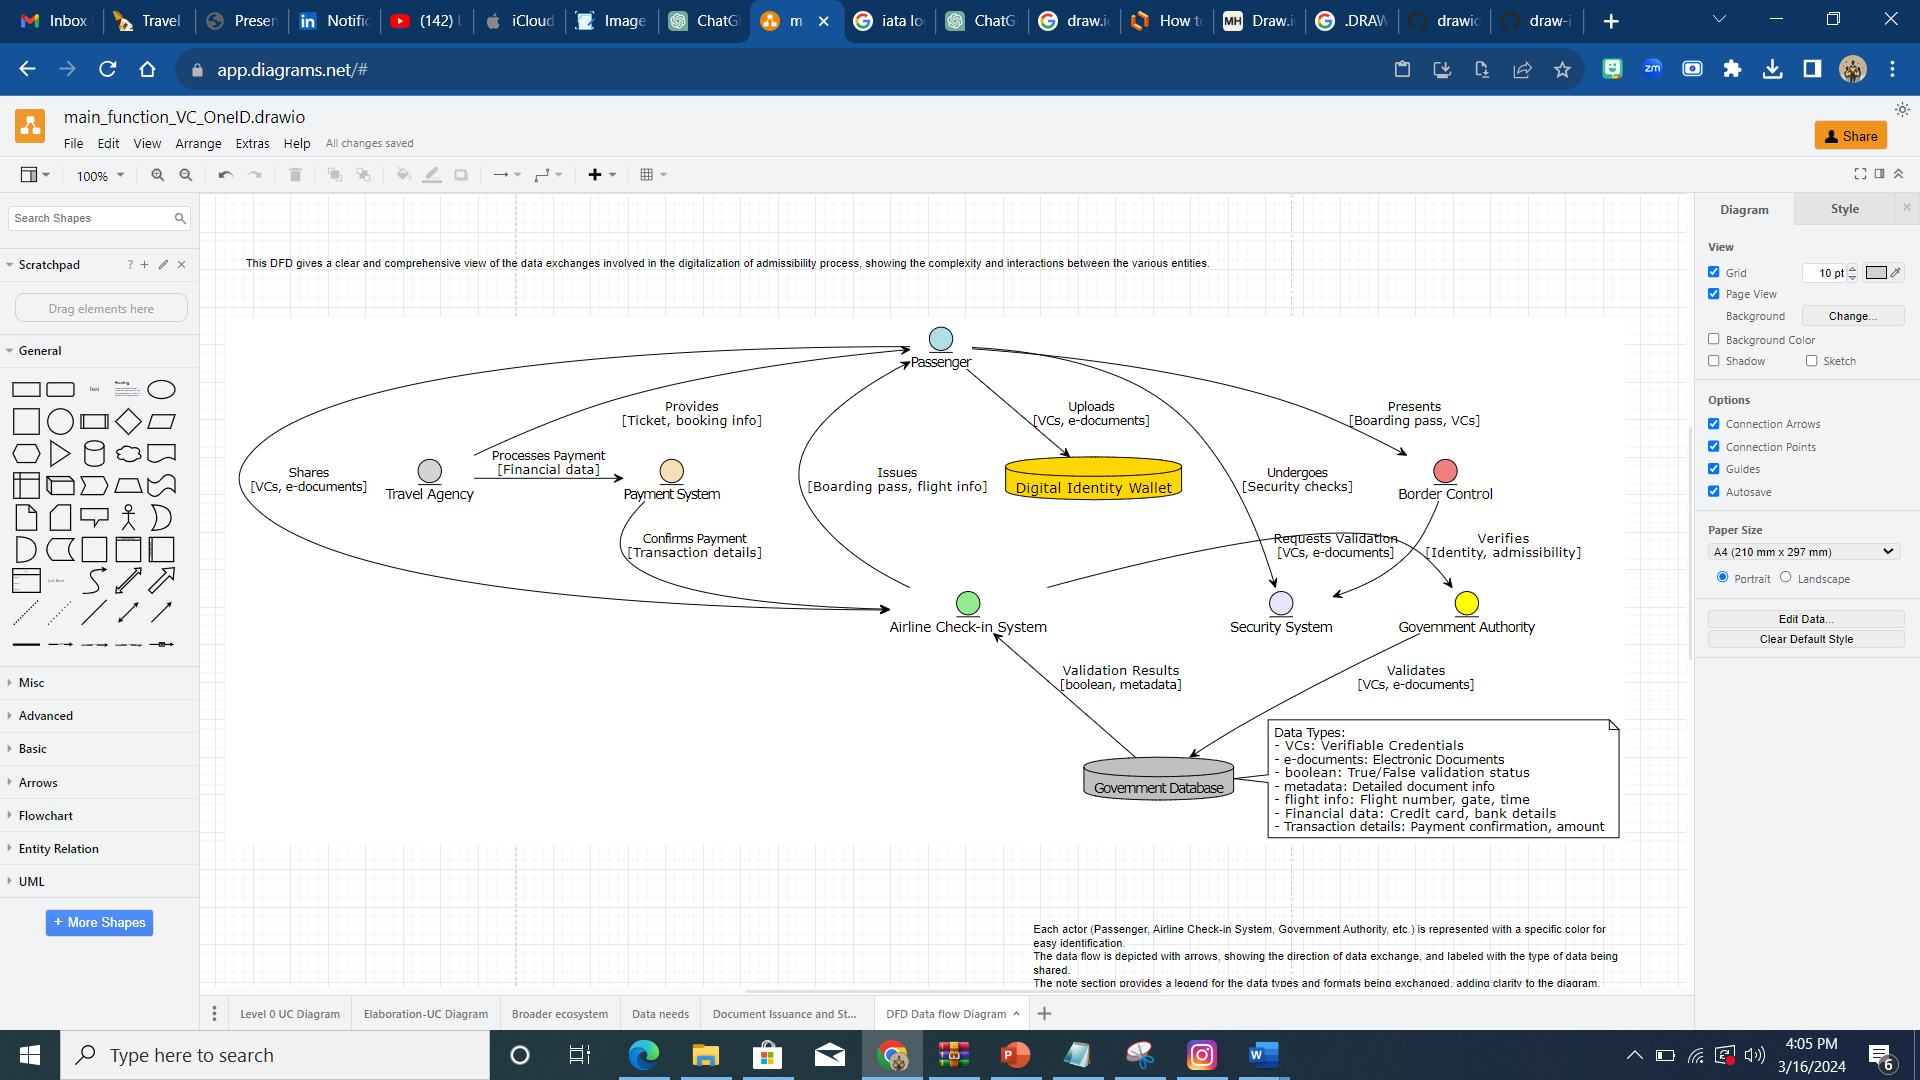 Inbox
Travel
Presen
Notific
(142) U
iCloud
Image
ChatG
m
iata lo
ChatG
draw.i
How t
MH Draw.i
.DRAW
drawio
draw-i
app.diagrams.net/#
zm
main_function_VC_OneID.drawio
File Edit View Arrange Extras Help All changes saved
Share
100%
Search Shapes
Scratchpad
Drag elements here
General
Text
Heading
List Item
Misc
Advanced
Basic
Arrows
Flowchart
Entity Relation
UML
+ More Shapes
This DFD gives a clear and comprehensive view of the data exchanges involved in the digitalization of admissibility process, showing the complexity and interactions between the various entities.
Passenger
Provides
[Ticket, booking info]
Uploads
[VCs, e-documents]
Presents
[Boarding pass, VCs]
Shares
[VCs, e-documents]
Travel Agency
Processes Payment
[Financial data]
Payment System
Issues
[Boarding pass, flight info]
Digital Identity Wallet
Undergoes
[Security checks]
Border Control
Confirms Payment
[Transaction details]
Requests Validation
[VCs, e-documents]
Verifies
[Identity, admissibility]
Airline Check-in System
Security System
Government Authority
Validation Results
[boolean, metadata]
Validates
[VCs, e-documents]
Government Database
Data Types:
- VCs: Verifiable Credentials
- e-documents: Electronic Documents
- boolean: True/False validation status
- metadata: Detailed document info
- flight info: Flight number, gate, time
- Financial data: Credit card, bank details
- Transaction details: Payment confirmation, amount
Each actor (Passenger, Airline Check-in System, Government Authority, etc.) is represented with a specific color for
easy identification.
The data flow is depicted with arrows, showing the direction of data exchange, and labeled with the type of data being
shared.
The note section provides a legend for the data types and formats being exchanged, adding clarity to the diagram.
Diagram
Style
View
Grid
10 pt
Page View
Background
Change...
Background Color
Shadow
Sketch
Options
Connection Arrows
Connection Points
Guides
Autosave
Paper Size
A4 (210 mm x 297 mm)
Portrait
Landscape
Edit Data...
Clear Default Style
Level 0 UC Diagram
Elaboration-UC Diagram
Broader ecosystem
Data needs
Document Issuance and St...
DFD Data flow Diagram
Type here to search
4:05 PM
3/16/2024
6